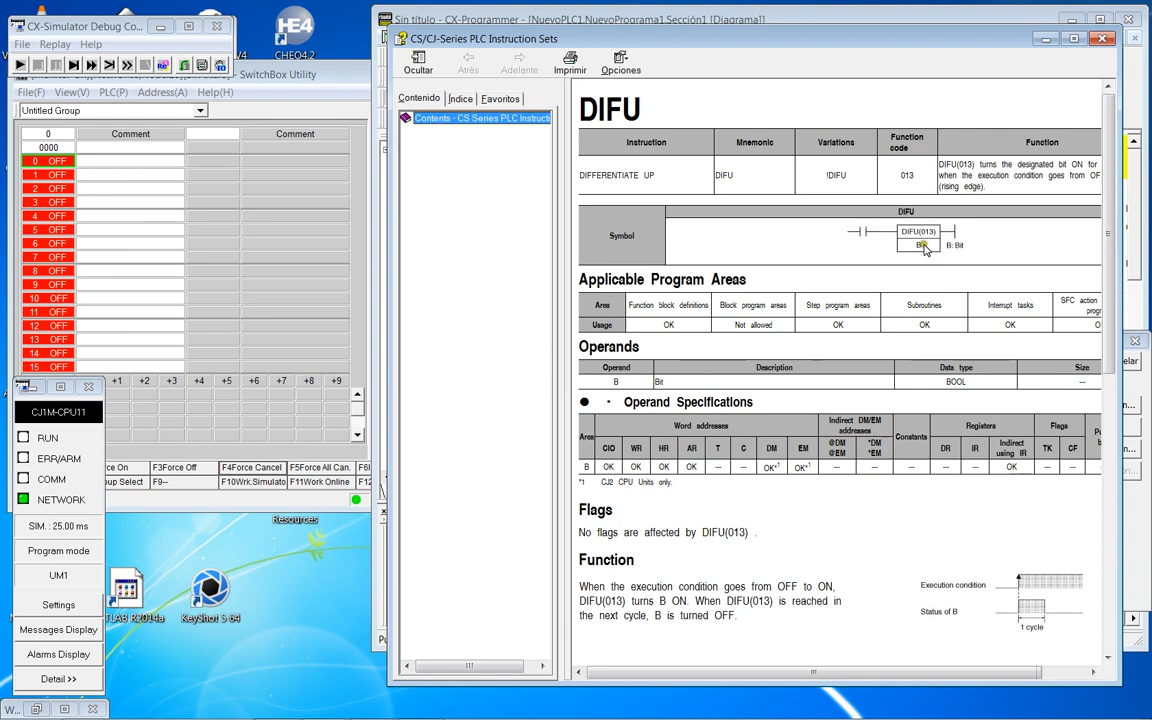 CX-Simulator Debug Co...
File Replay Help
CHEO4.2
V4
SwitchBox Utility
File(F) View(V) PLC(P) Address(A) Help(H)
Untitled Group
0 Comment Comment
0000
0 OFF
1 OFF
2 OFF
3 OFF
4 OFF
5 OFF
6 OFF
7 OFF
8 OFF
9 OFF
10 OFF
11 OFF
12 OFF
13 OFF
14 OFF
15 OFF
+1 +2 +3 +4 +5 +6 +7 +8 +9
ce On F3Force Off F4Force Cancel F5Force All Can.
oup Select F9-- F10Wrk.Simulato F11Work Online F12
CJ1M-CPU11
RUN
ERR/ARM
COMM
NETWORK
SIM. : 25.00 ms
Program mode
UM1
Settings
Messages Display
Alarms Display
Detail >>
W...
Resources
TLAB R2014a
KeyShot 5 64
Sin título - CX-Programmer - [NuevoPLC1.NuevoPrograma1.Sección1 [Diagrama]]
CS/CJ-Series PLC Instruction Sets
Ocultar Atrás Adelante Imprimir Opciones
Contenido Índice Favoritos
Contents - CS Series PLC Instructi
DIFU
Instruction Mnemonic Variations Function code Function
DIFFERENTIATE UP DIFU !DIFU 013 DIFU(013) turns the designated bit ON for
when the execution condition goes from OF
(rising edge).
DIFU
Symbol
DIFU(013)
B B: Bit
Applicable Program Areas
Area Function block definitions Block program areas Step program areas Subroutines Interrupt tasks SFC action progr
Usage OK Not allowed OK OK OK O
Operands
Operand Description Data type Size
B Bit BOOL ---
● - Operand Specifications
Area Word addresses Indirect DM/EM addresses Constants Registers Flags
CIO WR HR AR T C DM EM @DM @EM *DM *EM DR IR Indirect using IR TK CF
B OK OK OK OK --- --- OK*1 OK*1 --- --- --- --- --- OK --- ---
*1 CJ2 CPU Units only.
Flags
No flags are affected by DIFU(013) .
Function
When the execution condition goes from OFF to ON,
DIFU(013) turns B ON. When DIFU(013) is reached in
the next cycle, B is turned OFF.
Execution condition
Status of B
1 cycle
elar